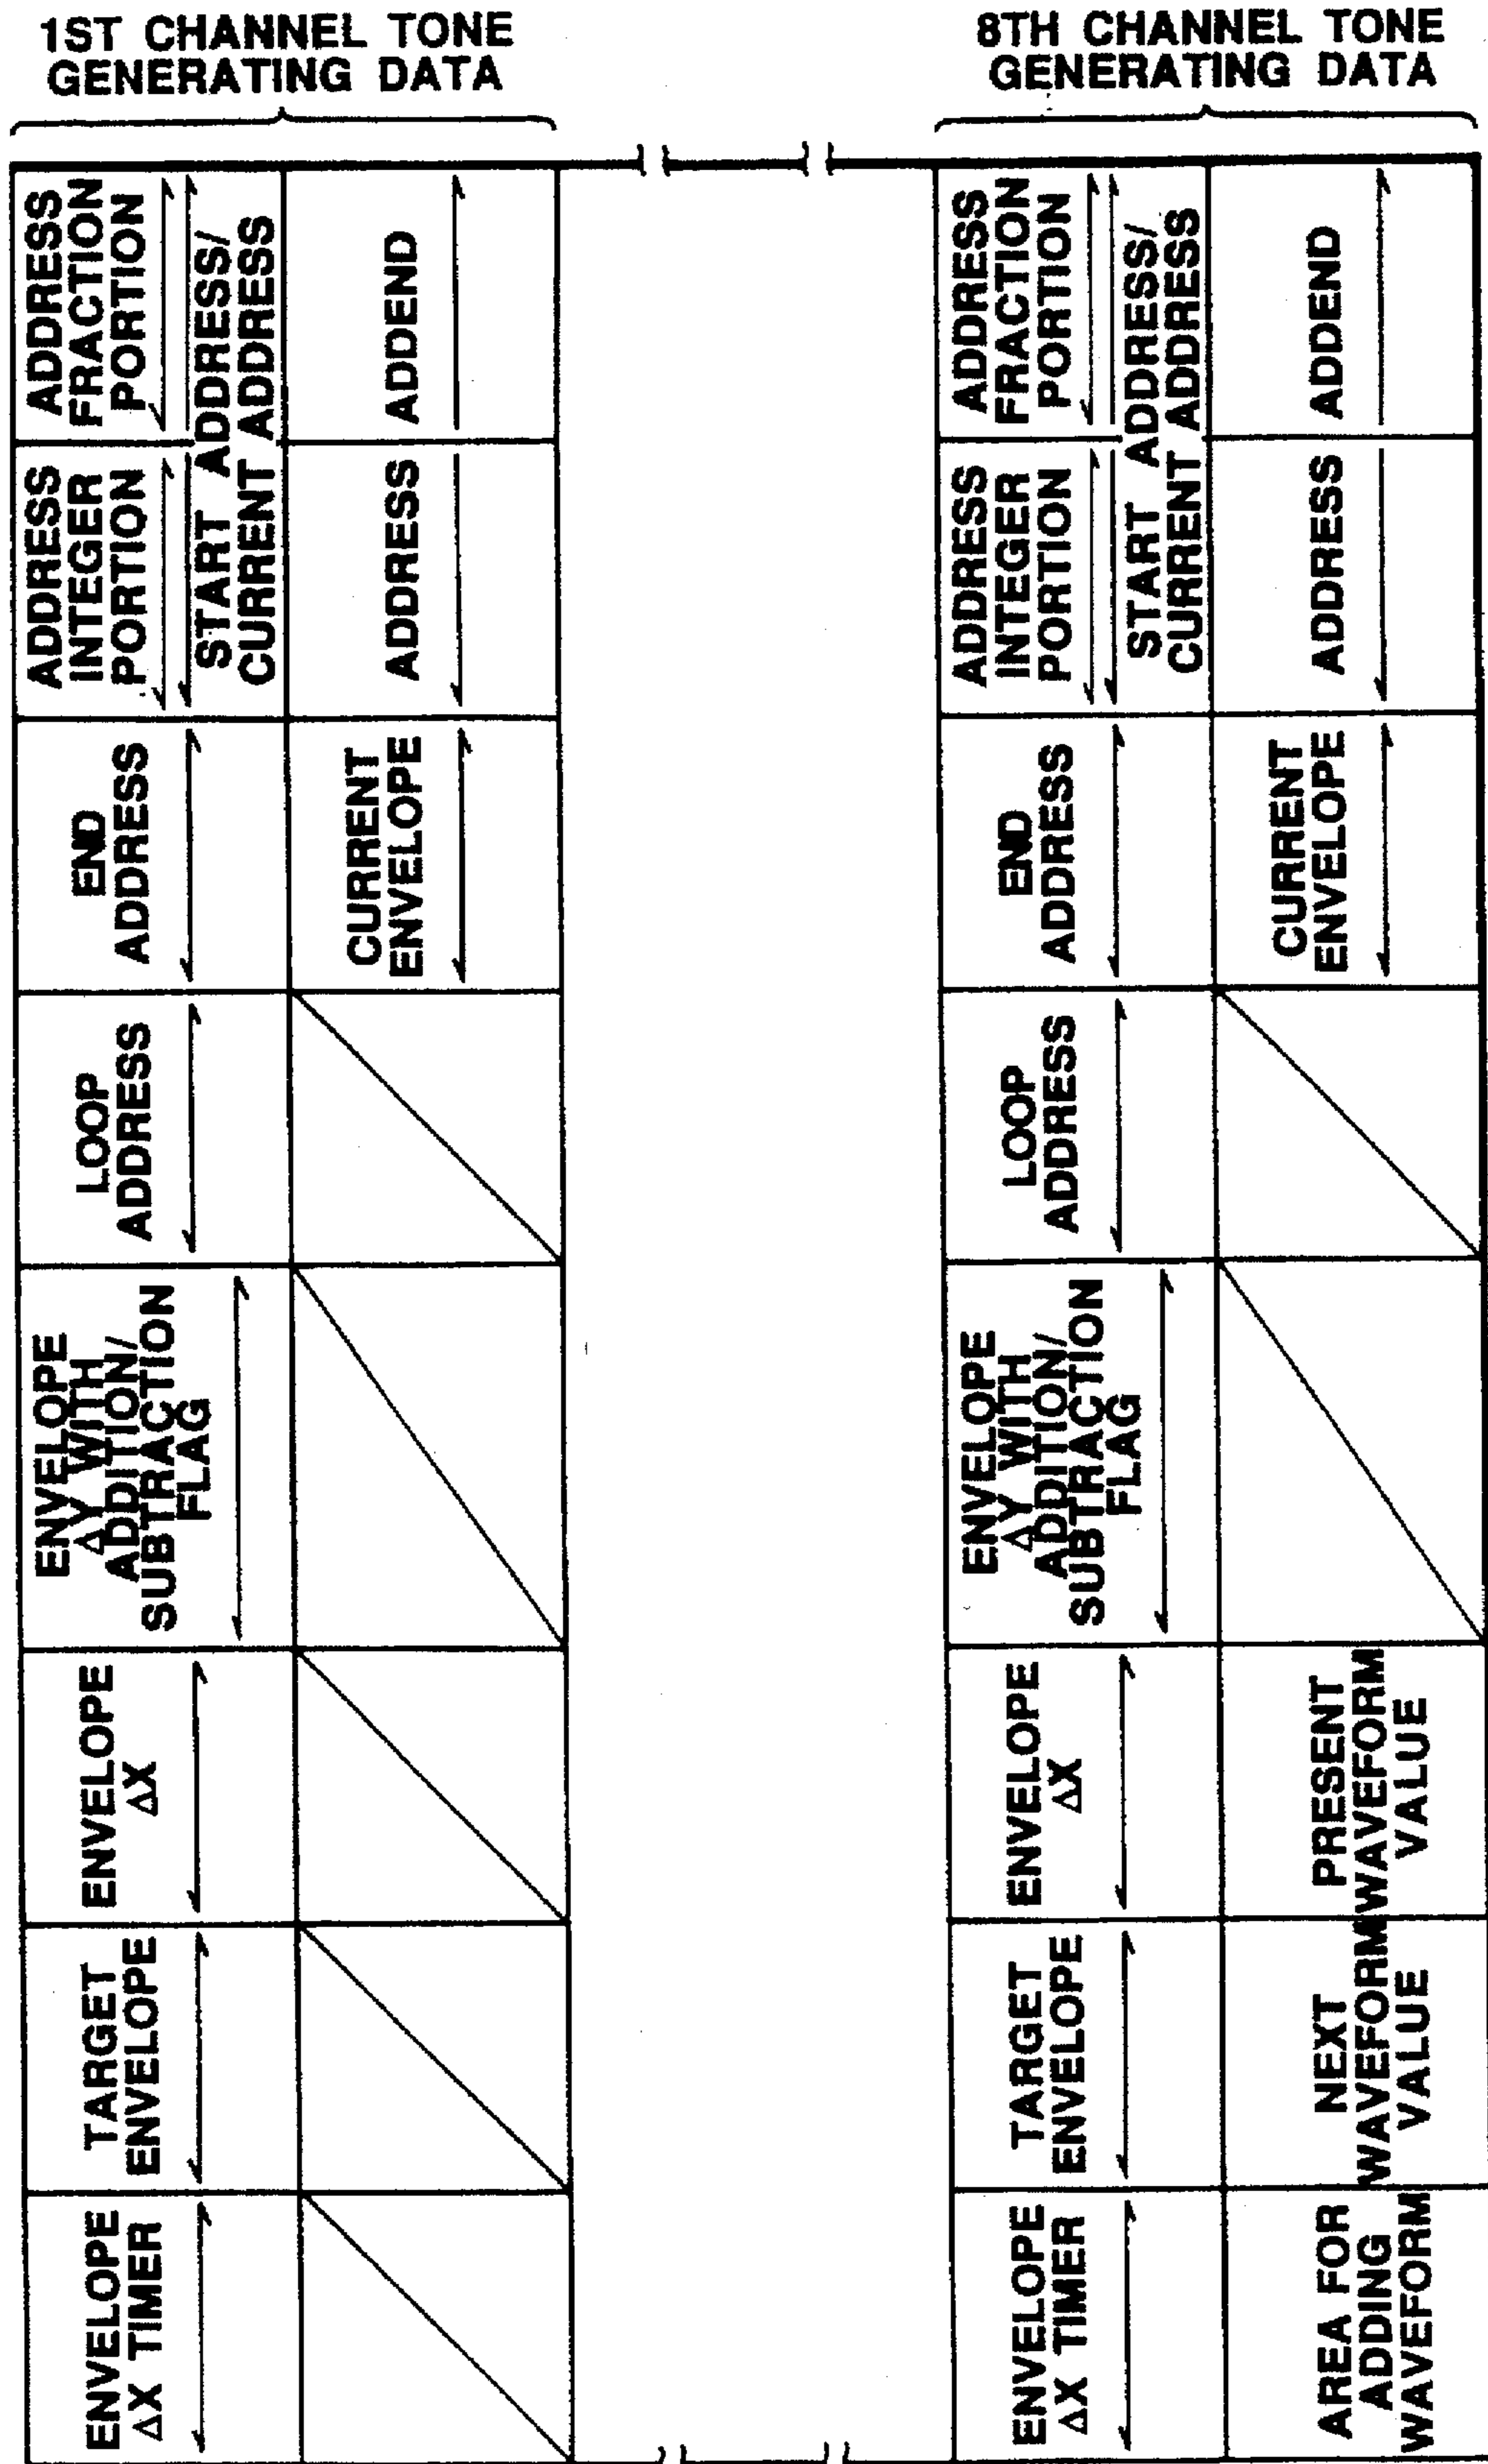 1ST CHANNEL TONE
GENERATING DATA
ENVELOPE
ΔX TIMER
TARGET
ENVELOPE
ENVELOPE
ΔX
ENVELOPE
ΔY WITH
ADDITION/
SUBTRACTION
FLAG
LOOP
ADDRESS
END
ADDRESS
ADDRESS
INTEGER
PORTION
ADDRESS
FRACTION
PORTION
START ADDRESS/
CURRENT ADDRESS
CURRENT
ENVELOPE
ADDRESS ADDEND
8TH CHANNEL TONE
GENERATING DATA
ENVELOPE
ΔX TIMER
TARGET
ENVELOPE
ENVELOPE
ΔX
ENVELOPE
ΔY WITH
ADDITION/
SUBTRACTION
FLAG
LOOP
ADDRESS
END
ADDRESS
ADDRESS
INTEGER
PORTION
ADDRESS
FRACTION
PORTION
START ADDRESS/
CURRENT ADDRESS
AREA FOR
ADDING
WAVEFORM
NEXT
WAVEFORM
VALUE
PRESENT
WAVEFORM
VALUE
CURRENT
ENVELOPE
ADDRESS ADDEND